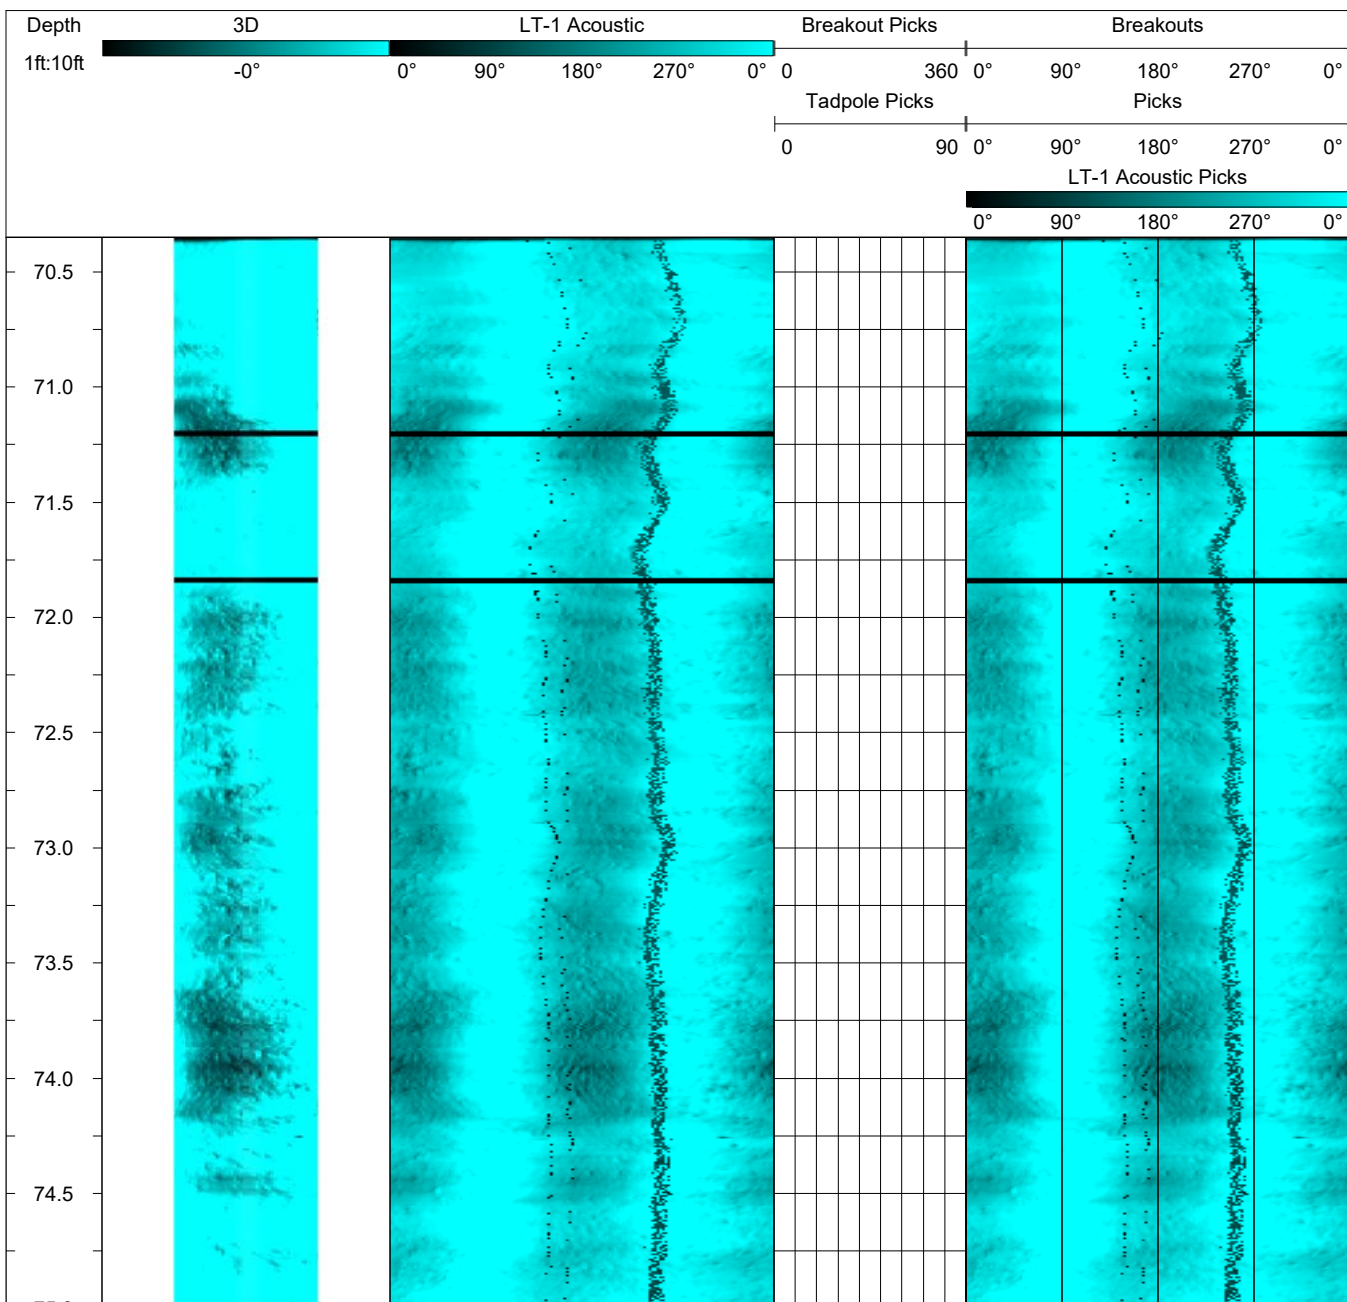 Depth 3D LT-1 Acoustic Breakout Picks Breakouts
1ft:10ft -0° 0° 90° 180° 270° 0° 0 360 0° 90° 180° 270° 0°
Tadpole Picks Picks
0 90 0° 90° 180° 270° 0°
LT-1 Acoustic Picks
0° 90° 180° 270° 0°
70.5
71.0
71.5
72.0
72.5
73.0
73.5
74.0
74.5